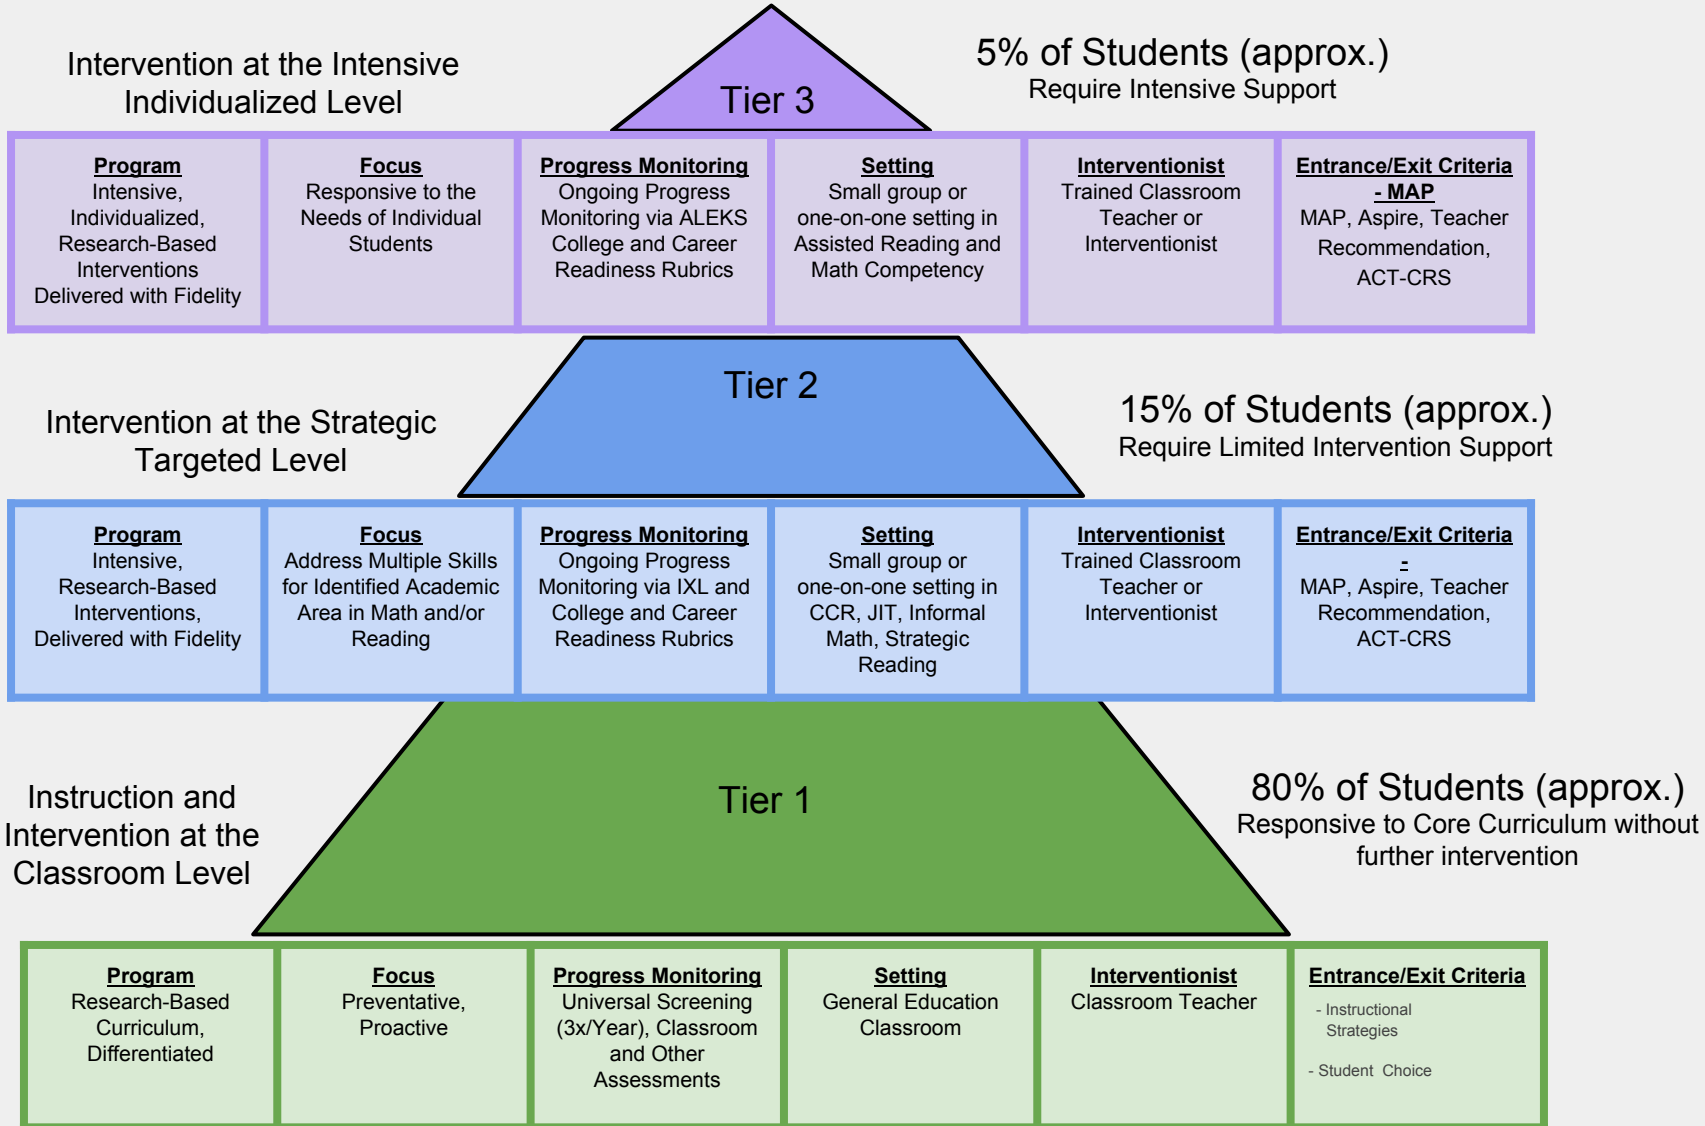 Intervention at the Intensive
Individualized Level
Tier 3
5% of Students (approx.)
Require Intensive Support
Program
Intensive,
Individualized,
Research-Based
Interventions
Delivered with Fidelity
Focus
Responsive to the
Needs of Individual
Students
Progress Monitoring
Ongoing Progress
Monitoring via ALEKS
College and Career
Readiness Rubrics
Setting
Small group or
one-on-one setting in
Assisted Reading and
Math Competency
Interventionist
Trained Classroom
Teacher or
Interventionist
Entrance/Exit Criteria
- MAP
MAP, Aspire, Teacher
Recommendation,
ACT-CRS
Intervention at the Strategic
Targeted Level
Tier 2
15% of Students (approx.)
Require Limited Intervention Support
Program
Intensive,
Research-Based
Interventions,
Delivered with Fidelity
Focus
Address Multiple Skills
for Identified Academic
Area in Math and/or
Reading
Progress Monitoring
Ongoing Progress
Monitoring via IXL and
College and Career
Readiness Rubrics
Setting
Small group or
one-on-one setting in
CCR, JIT, Informal
Math, Strategic
Reading
Interventionist
Trained Classroom
Teacher or
Interventionist
Entrance/Exit Criteria
-
MAP, Aspire, Teacher
Recommendation,
ACT-CRS
Instruction and
Intervention at the
Classroom Level
Tier 1
80% of Students (approx.)
Responsive to Core Curriculum without
further intervention
Program
Research-Based
Curriculum,
Differentiated
Focus
Preventative,
Proactive
Progress Monitoring
Universal Screening
(3x/Year), Classroom
and Other
Assessments
Setting
General Education
Classroom
Interventionist
Classroom Teacher
Entrance/Exit Criteria
- Instructional
Strategies
- Student Choice